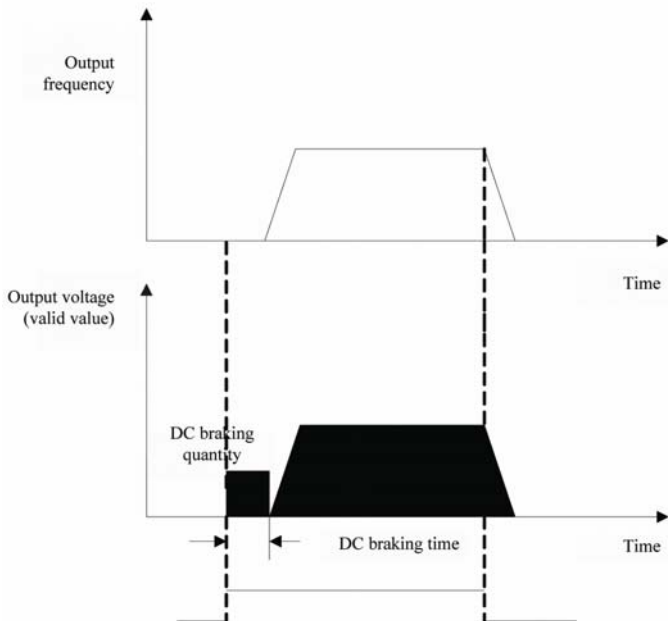 Output
frequency
Time
Output voltage
(valid value)
DC braking
quantity
DC braking time
Time